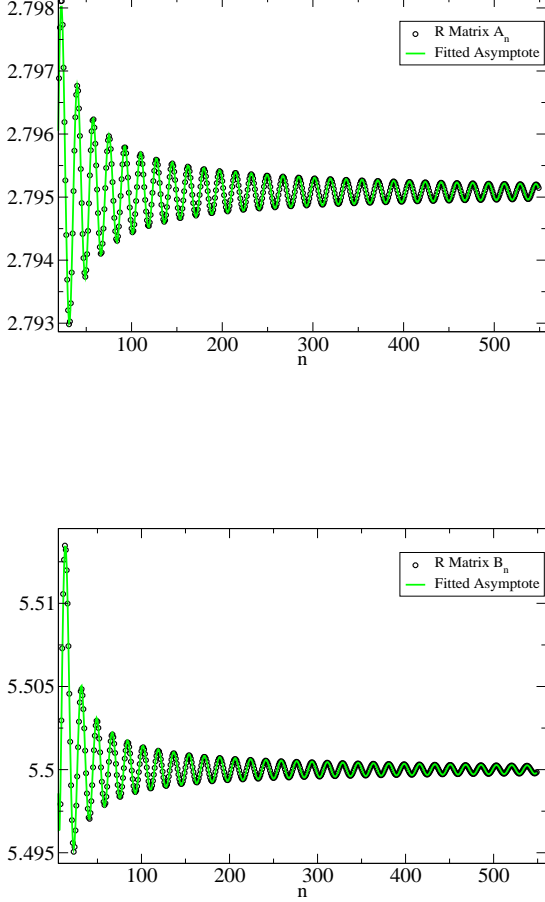 2.798
R Matrix A_n
Fitted Asymptote
2.797
2.796
2.795
2.794
2.793
100 200 300 400 500
n
R Matrix B_n
Fitted Asymptote
5.51
5.505
5.5
5.495
100 200 300 400 500
n